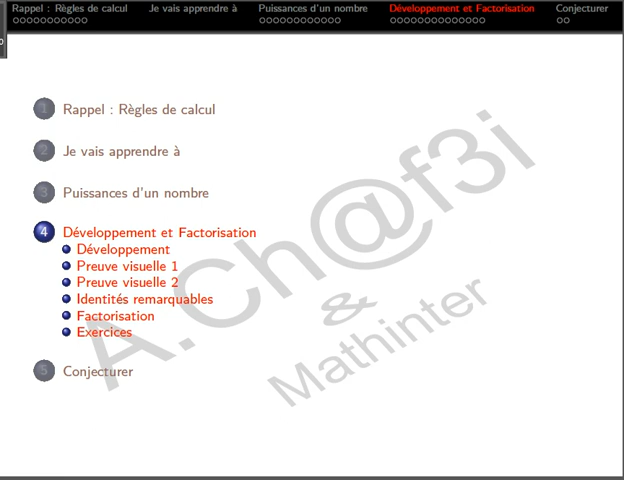 Rappel : Règles de calcul Je vais apprendre à Puissances d'un nombre Développement et Factorisation Conjecturer
1 Rappel : Règles de calcul
2 Je vais apprendre à
3 Puissances d'un nombre
4 Développement et Factorisation
Développement
Preuve visuelle 1
Preuve visuelle 2
Identités remarquables
Factorisation
Exercices
5 Conjecturer
A.Ch@f3i
&
Mathinter